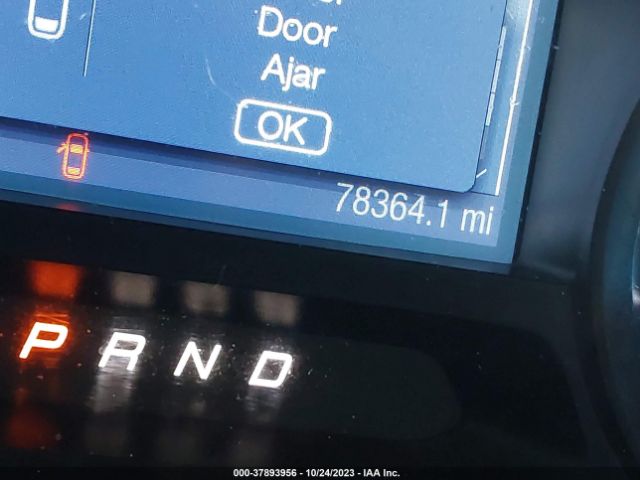 Door
Ajar
OK
78364.1 mi
P R N D
000-37893956 - 10/24/2023 - IAA Inc.